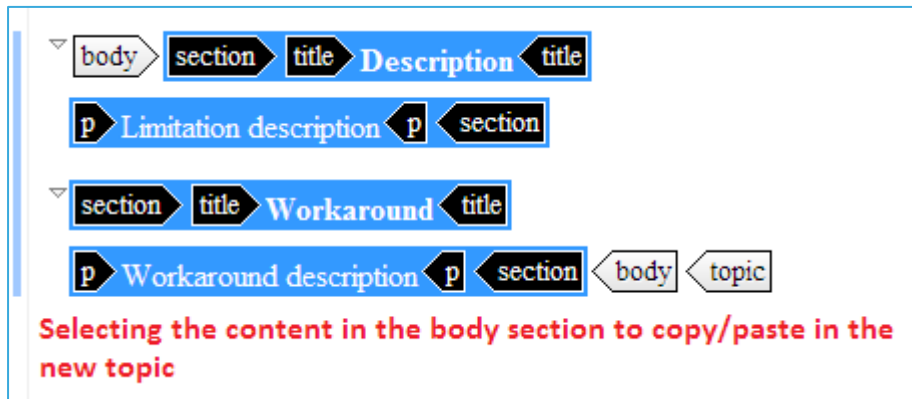 body section title Description title
p Limitation description p section
section title Workaround title
p Workaround description p section body topic
Selecting the content in the body section to copy/paste in the
new topic